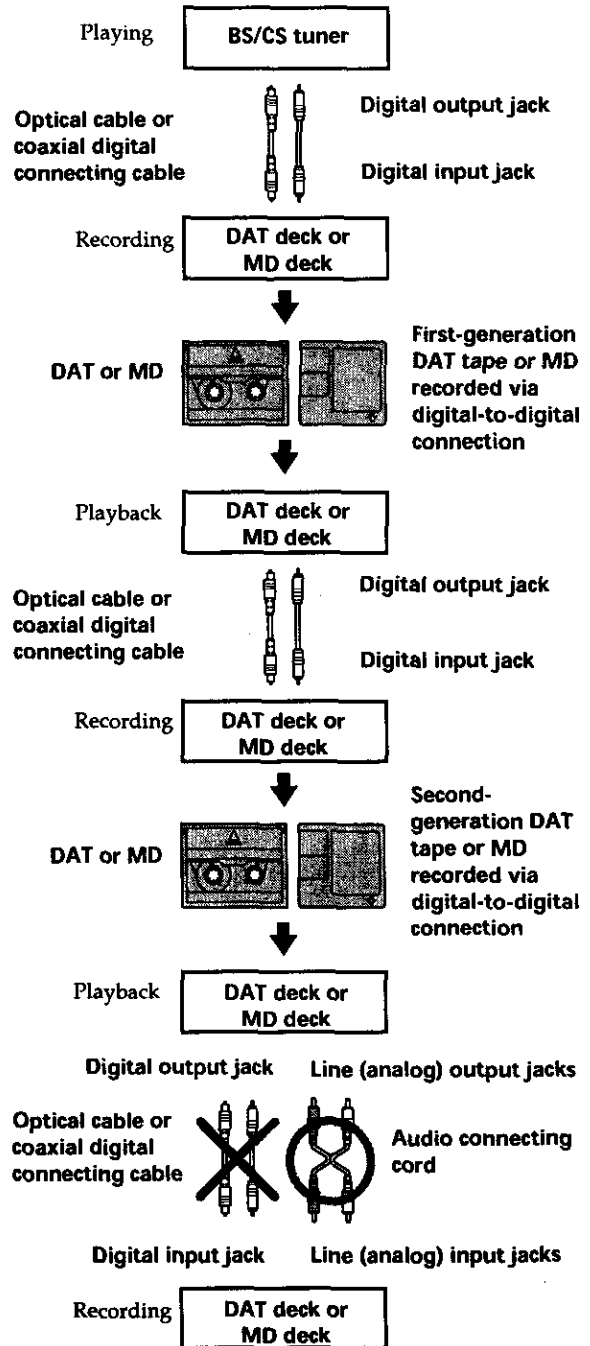 Playing
BS/CS tuner
Optical cable or
coaxial digital
connecting cable
Digital output jack
Digital input jack
Recording
DAT deck or
MD deck
DAT or MD
First-generation
DAT tape or MD
recorded via
digital-to-digital
connection
Playback
DAT deck or
MD deck
Optical cable or
coaxial digital
connecting cable
Digital output jack
Digital input jack
Recording
DAT deck or
MD deck
DAT or MD
Second-
generation DAT
tape or MD
recorded via
digital-to-digital
connection
Playback
DAT deck or
MD deck
Digital output jack
Line (analog) output jacks
Optical cable or
coaxial digital
connecting cable
Audio connecting
cord
Digital input jack
Line (analog) input jacks
Recording
DAT deck or
MD deck